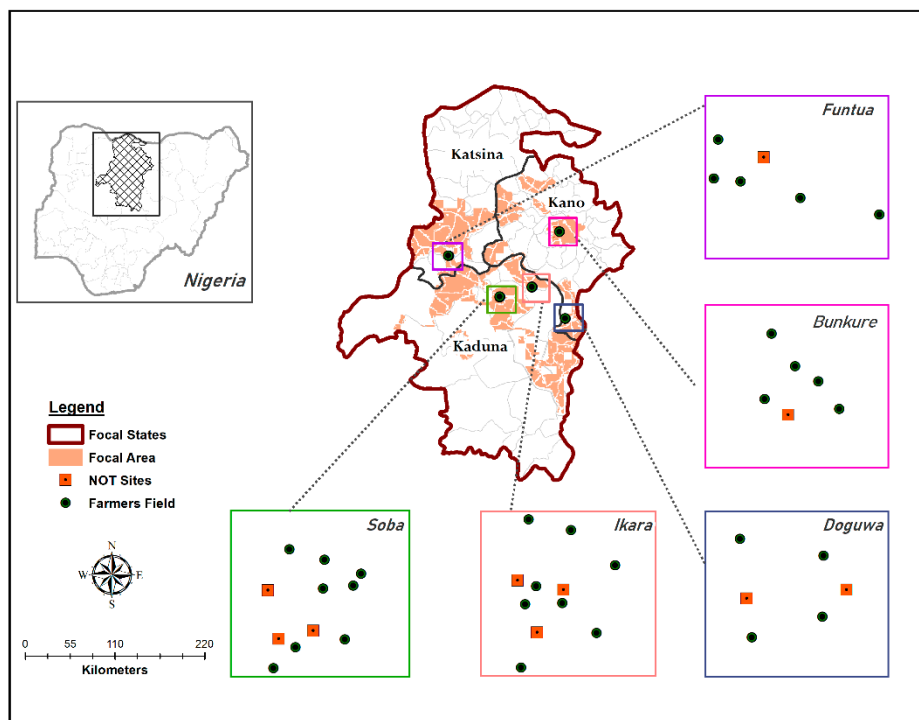 Funtua
Katsina
Kano
Nigeria
Bunkure
Kaduna
Legend
Focal States
Focal Area
NOT Sites
Farmers Field
Soba
Ikara
Doguwa
N
W E
S
0 55 110 220
Kilometers